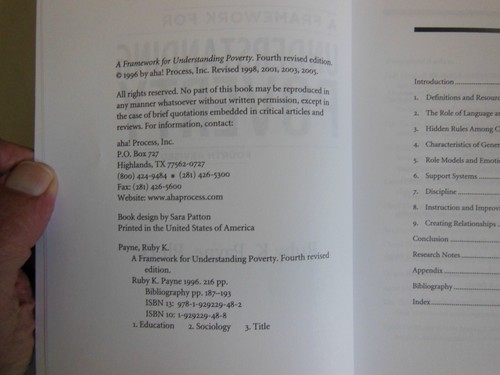 A Framework for Understanding Poverty. Fourth revised edition.
© 1996 by aha! Process, Inc. Revised 1998, 2001, 2003, 2005.
All rights reserved. No part of this book may be reproduced in
any manner whatsoever without written permission, except in
the case of brief quotations embedded in critical articles and
reviews. For information, contact:
aha! Process, Inc.
P.O. Box 727
Highlands, TX 77562-0727
(800) 424-9484 ▪ (281) 426-5300
Fax: (281) 426-5600
Website: www.ahaprocess.com
Book design by Sara Patton
Printed in the United States of America
Payne, Ruby K.
A Framework for Understanding Poverty. Fourth revised
edition.
Ruby K. Payne 1996. 216 pp.
Bibliography pp. 187–193
ISBN 13: 978-1-929229-48-2
ISBN 10: 1-929229-48-8
1. Education 2. Sociology 3. Title
Introduction
1. Definitions and Resour
2. The Role of Language a
3. Hidden Rules Among C
4. Characteristics of Gener
5. Role Models and Emotio
6. Support Systems
7. Discipline
8. Instruction and Improv
9. Creating Relationships
Conclusion
Research Notes
Appendix
Bibliography
Index